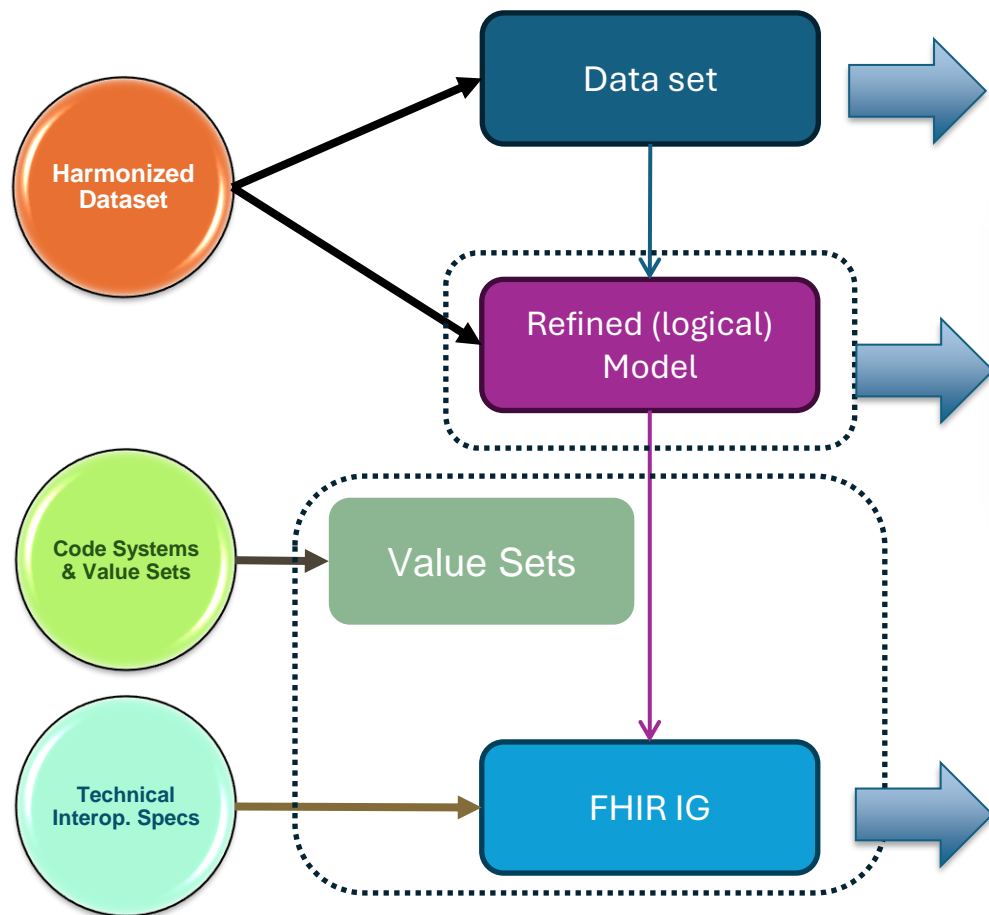 Data set
Harmonized
Dataset
Refined (logical)
Model
Code Systems
& Value Sets
Value Sets
Technical
Interop. Specs
FHIR IG